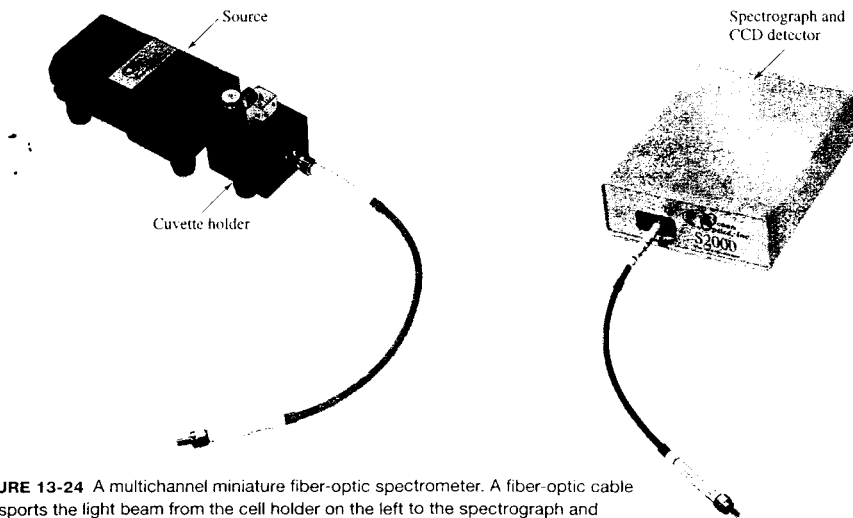 Source
Spectrograph and
CCD detector
Cuvette holder
S2000
URE 13-24 A multichannel miniature fiber-optic spectrometer. A fiber-optic cable
sports the light beam from the cell holder on the left to the spectrograph and